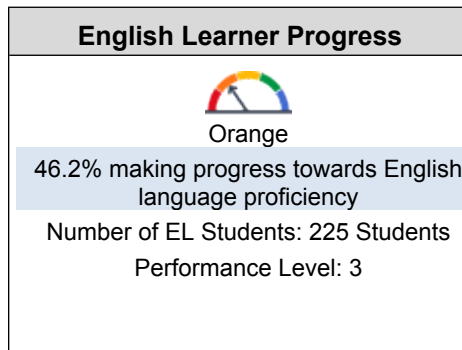 English Learner Progress
Orange
46.2% making progress towards English
language proficiency
Number of EL Students: 225 Students
Performance Level: 3